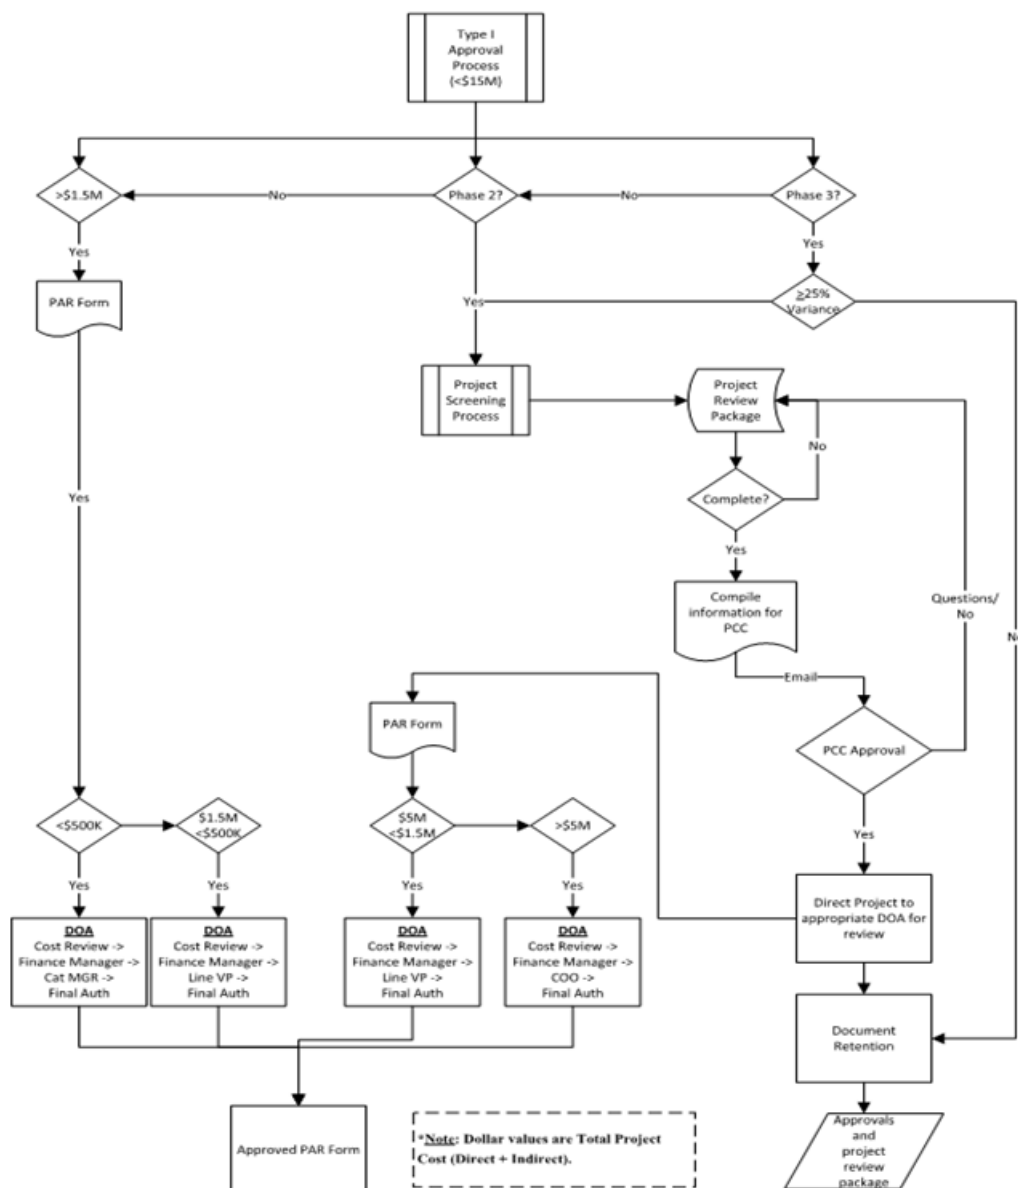 Type I
Approval
Process
(<$15M)
>$1.5M
No
Phase 2?
No
Phase 3?
Yes
Yes
PAR Form
Yes
≥25%
Variance
Project
Screening
Process
Project
Review
Package
No
Yes
Complete?
Yes
Compile
information for
PCC
Questions/
No
N
Email
PAR Form
PCC Approval
<$500K
$1.5M
<$500K
$5M
<$1.5M
>$5M
Yes
Yes
Yes
Yes
Yes
DOA
Cost Review ->
Finance Manager ->
Cat MGR ->
Final Auth
DOA
Cost Review ->
Finance Manager ->
Line VP ->
Final Auth
DOA
Cost Review ->
Finance Manager ->
Line VP ->
Final Auth
DOA
Cost Review ->
Finance Manager ->
COO ->
Final Auth
Direct Project to
appropriate DOA for
review
Document
Retention
Approved PAR Form
*Note: Dollar values are Total Project
Cost (Direct + Indirect).
Approvals
and
project
review
package